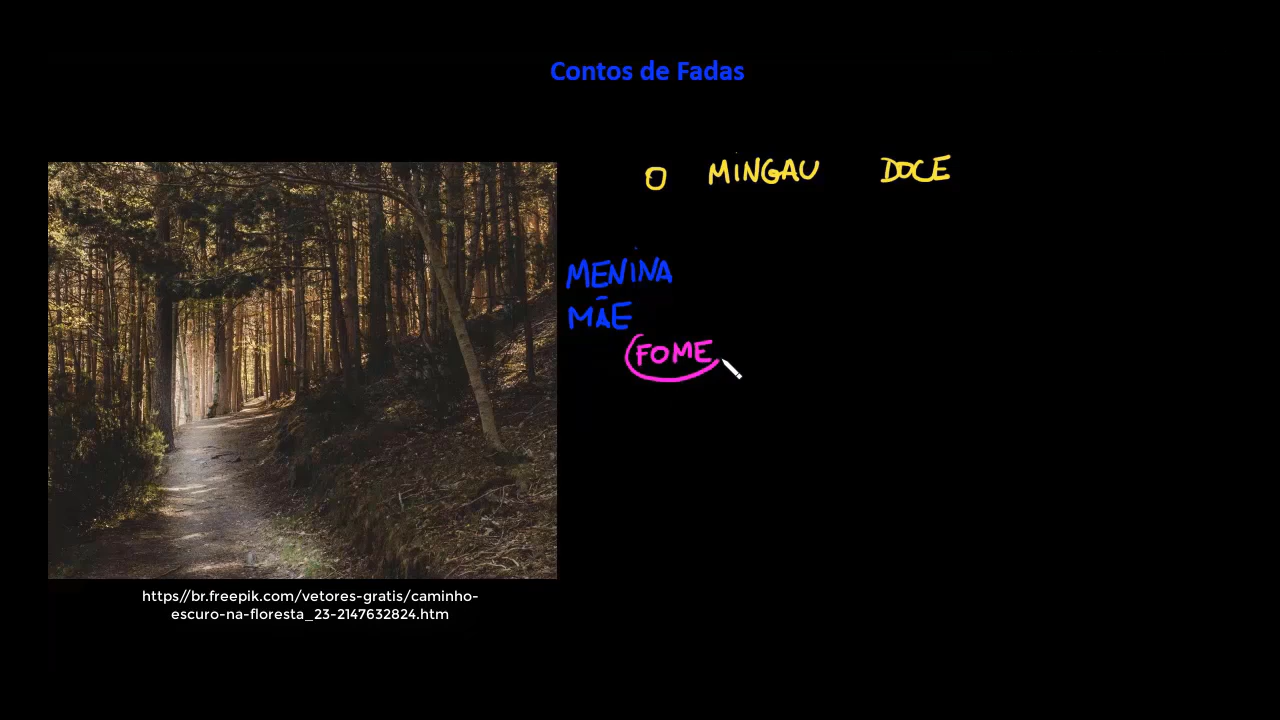 Contos de Fadas
O MINGAU DOCE
MENINA
MÃE
FOME
https//br.freepik.com/vetores-gratis/caminho-
escuro-na-floresta_23-2147632824.htm